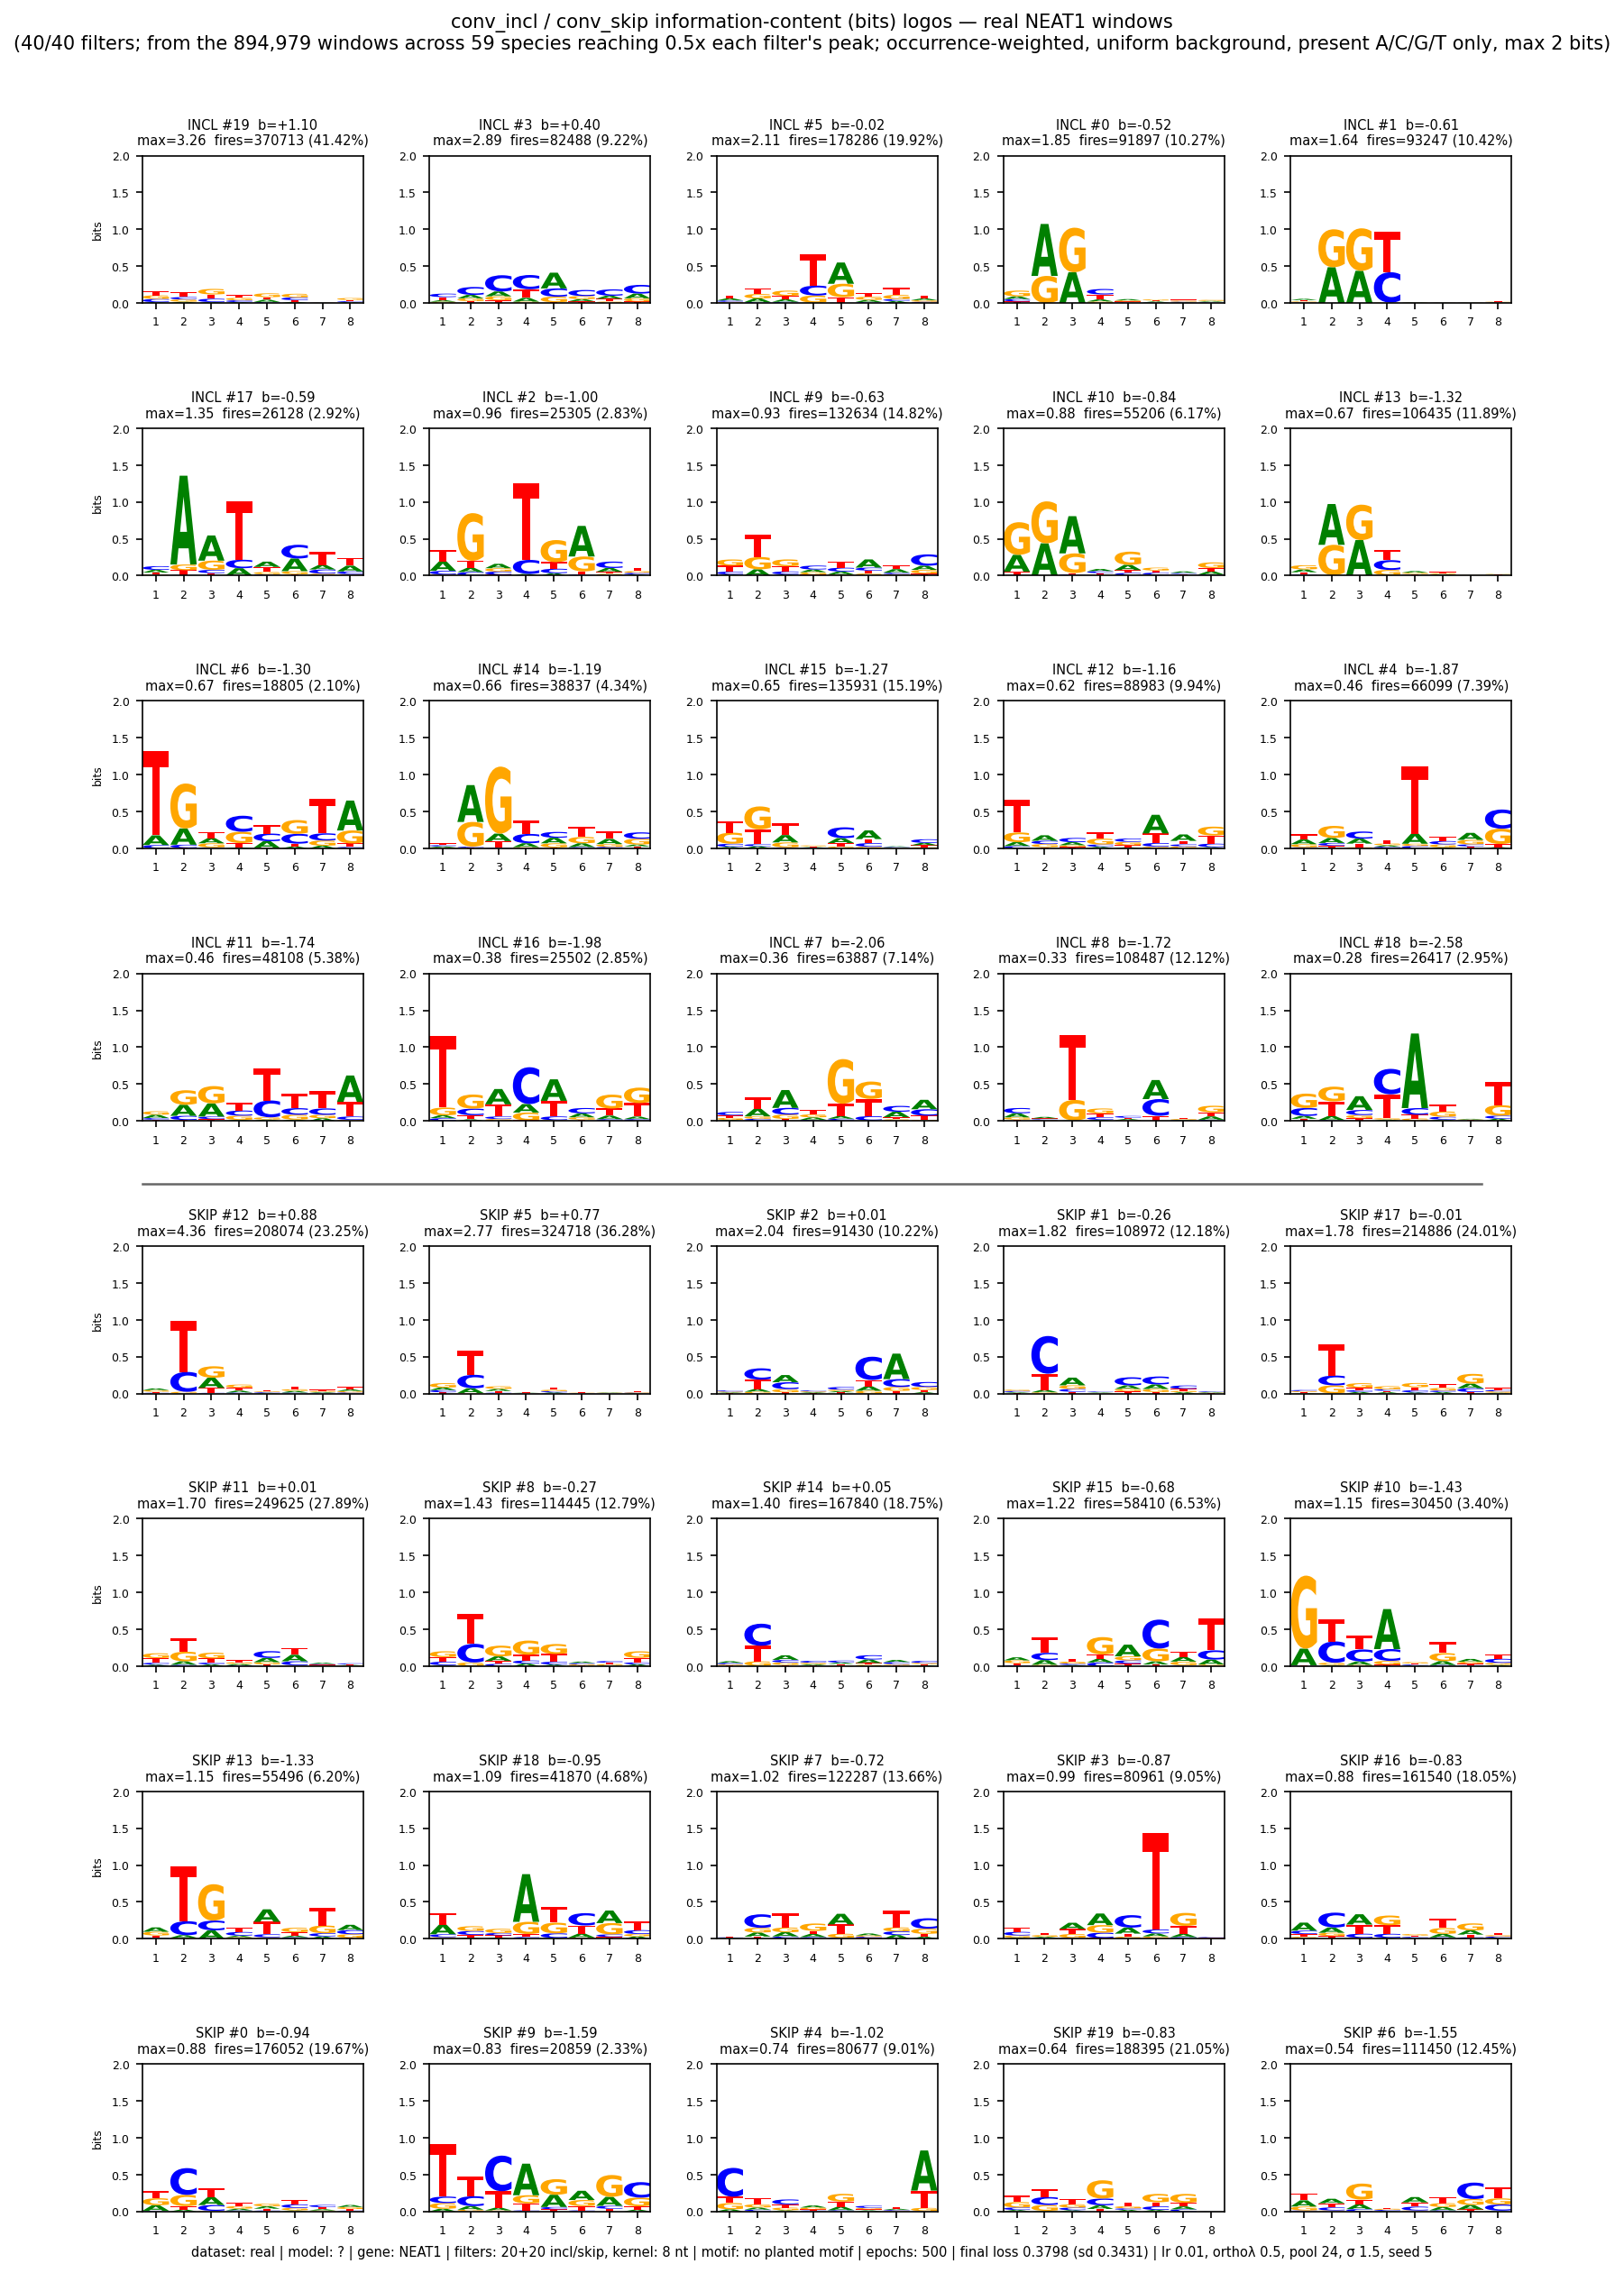 conv_incl / conv_skip information-content (bits) logos — real NEAT1 windows
(40/40 filters; from the 894,979 windows across 59 species reaching 0.5x each filter's peak; occurrence-weighted, uniform background, present A/C/G/T only, max 2 bits)
INCL #19 b=+1.10
max=3.26 fires=370713 (41.42%)
INCL #3 b=+0.40
max=2.89 fires=82488 (9.22%)
INCL #5 b=-0.02
max=2.11 fires=178286 (19.92%)
INCL #0 b=-0.52
max=1.85 fires=91897 (10.27%)
INCL #1 b=-0.61
max=1.64 fires=93247 (10.42%)
INCL #17 b=-0.59
max=1.35 fires=26128 (2.92%)
INCL #2 b=-1.00
max=0.96 fires=25305 (2.83%)
INCL #9 b=-0.63
max=0.93 fires=132634 (14.82%)
INCL #10 b=-0.84
max=0.88 fires=55206 (6.17%)
INCL #13 b=-1.32
max=0.67 fires=106435 (11.89%)
INCL #6 b=-1.30
max=0.67 fires=18805 (2.10%)
INCL #14 b=-1.19
max=0.66 fires=38837 (4.34%)
INCL #15 b=-1.27
max=0.65 fires=135931 (15.19%)
INCL #12 b=-1.16
max=0.62 fires=88983 (9.94%)
INCL #4 b=-1.87
max=0.46 fires=66099 (7.39%)
INCL #11 b=-1.74
max=0.46 fires=48108 (5.38%)
INCL #16 b=-1.98
max=0.38 fires=25502 (2.85%)
INCL #7 b=-2.06
max=0.36 fires=63887 (7.14%)
INCL #8 b=-1.72
max=0.33 fires=108487 (12.12%)
INCL #18 b=-2.58
max=0.28 fires=26417 (2.95%)
SKIP #12 b=+0.88
max=4.36 fires=208074 (23.25%)
SKIP #5 b=+0.77
max=2.77 fires=324718 (36.28%)
SKIP #2 b=+0.01
max=2.04 fires=91430 (10.22%)
SKIP #1 b=-0.26
max=1.82 fires=108972 (12.18%)
SKIP #17 b=-0.01
max=1.78 fires=214886 (24.01%)
SKIP #11 b=+0.01
max=1.70 fires=249625 (27.89%)
SKIP #8 b=-0.27
max=1.43 fires=114445 (12.79%)
SKIP #14 b=+0.05
max=1.40 fires=167840 (18.75%)
SKIP #15 b=-0.68
max=1.22 fires=58410 (6.53%)
SKIP #10 b=-1.43
max=1.15 fires=30450 (3.40%)
SKIP #13 b=-1.33
max=1.15 fires=55496 (6.20%)
SKIP #18 b=-0.95
max=1.09 fires=41870 (4.68%)
SKIP #7 b=-0.72
max=1.02 fires=122287 (13.66%)
SKIP #3 b=-0.87
max=0.99 fires=80961 (9.05%)
SKIP #16 b=-0.83
max=0.88 fires=161540 (18.05%)
SKIP #0 b=-0.94
max=0.88 fires=176052 (19.67%)
SKIP #9 b=-1.59
max=0.83 fires=20859 (2.33%)
SKIP #4 b=-1.02
max=0.74 fires=80677 (9.01%)
SKIP #19 b=-0.83
max=0.64 fires=188395 (21.05%)
SKIP #6 b=-1.55
max=0.54 fires=111450 (12.45%)
dataset: real | model: ? | gene: NEAT1 | filters: 20+20 incl/skip, kernel: 8 nt | motif: no planted motif | epochs: 500 | final loss 0.3798 (sd 0.3431) | lr 0.01, orthoλ 0.5, pool 24, σ 1.5, seed 5